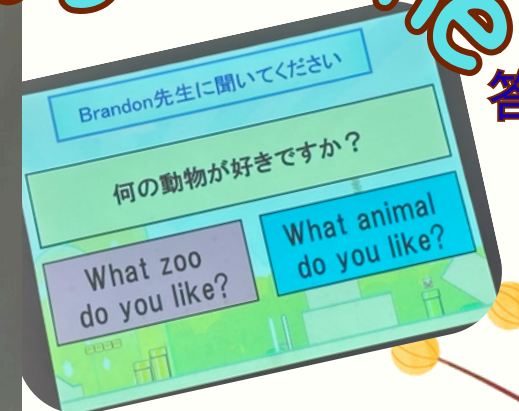 Brandon先生に聞いてください
何の動物が好きですか？
What zoo
do you like?
What animal
do you like?
答